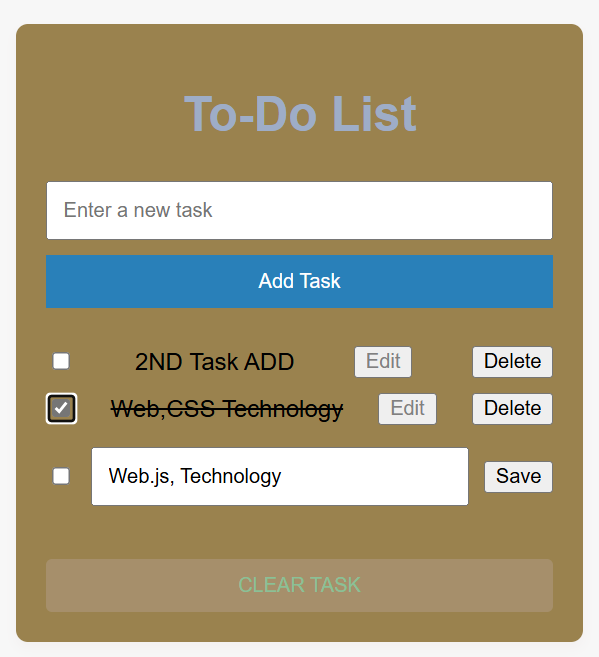 To-Do List
Enter a new task
Add Task
2ND Task ADD Edit Delete
Web,CSS Technology Edit Delete
Web.js, Technology Save
CLEAR TASK